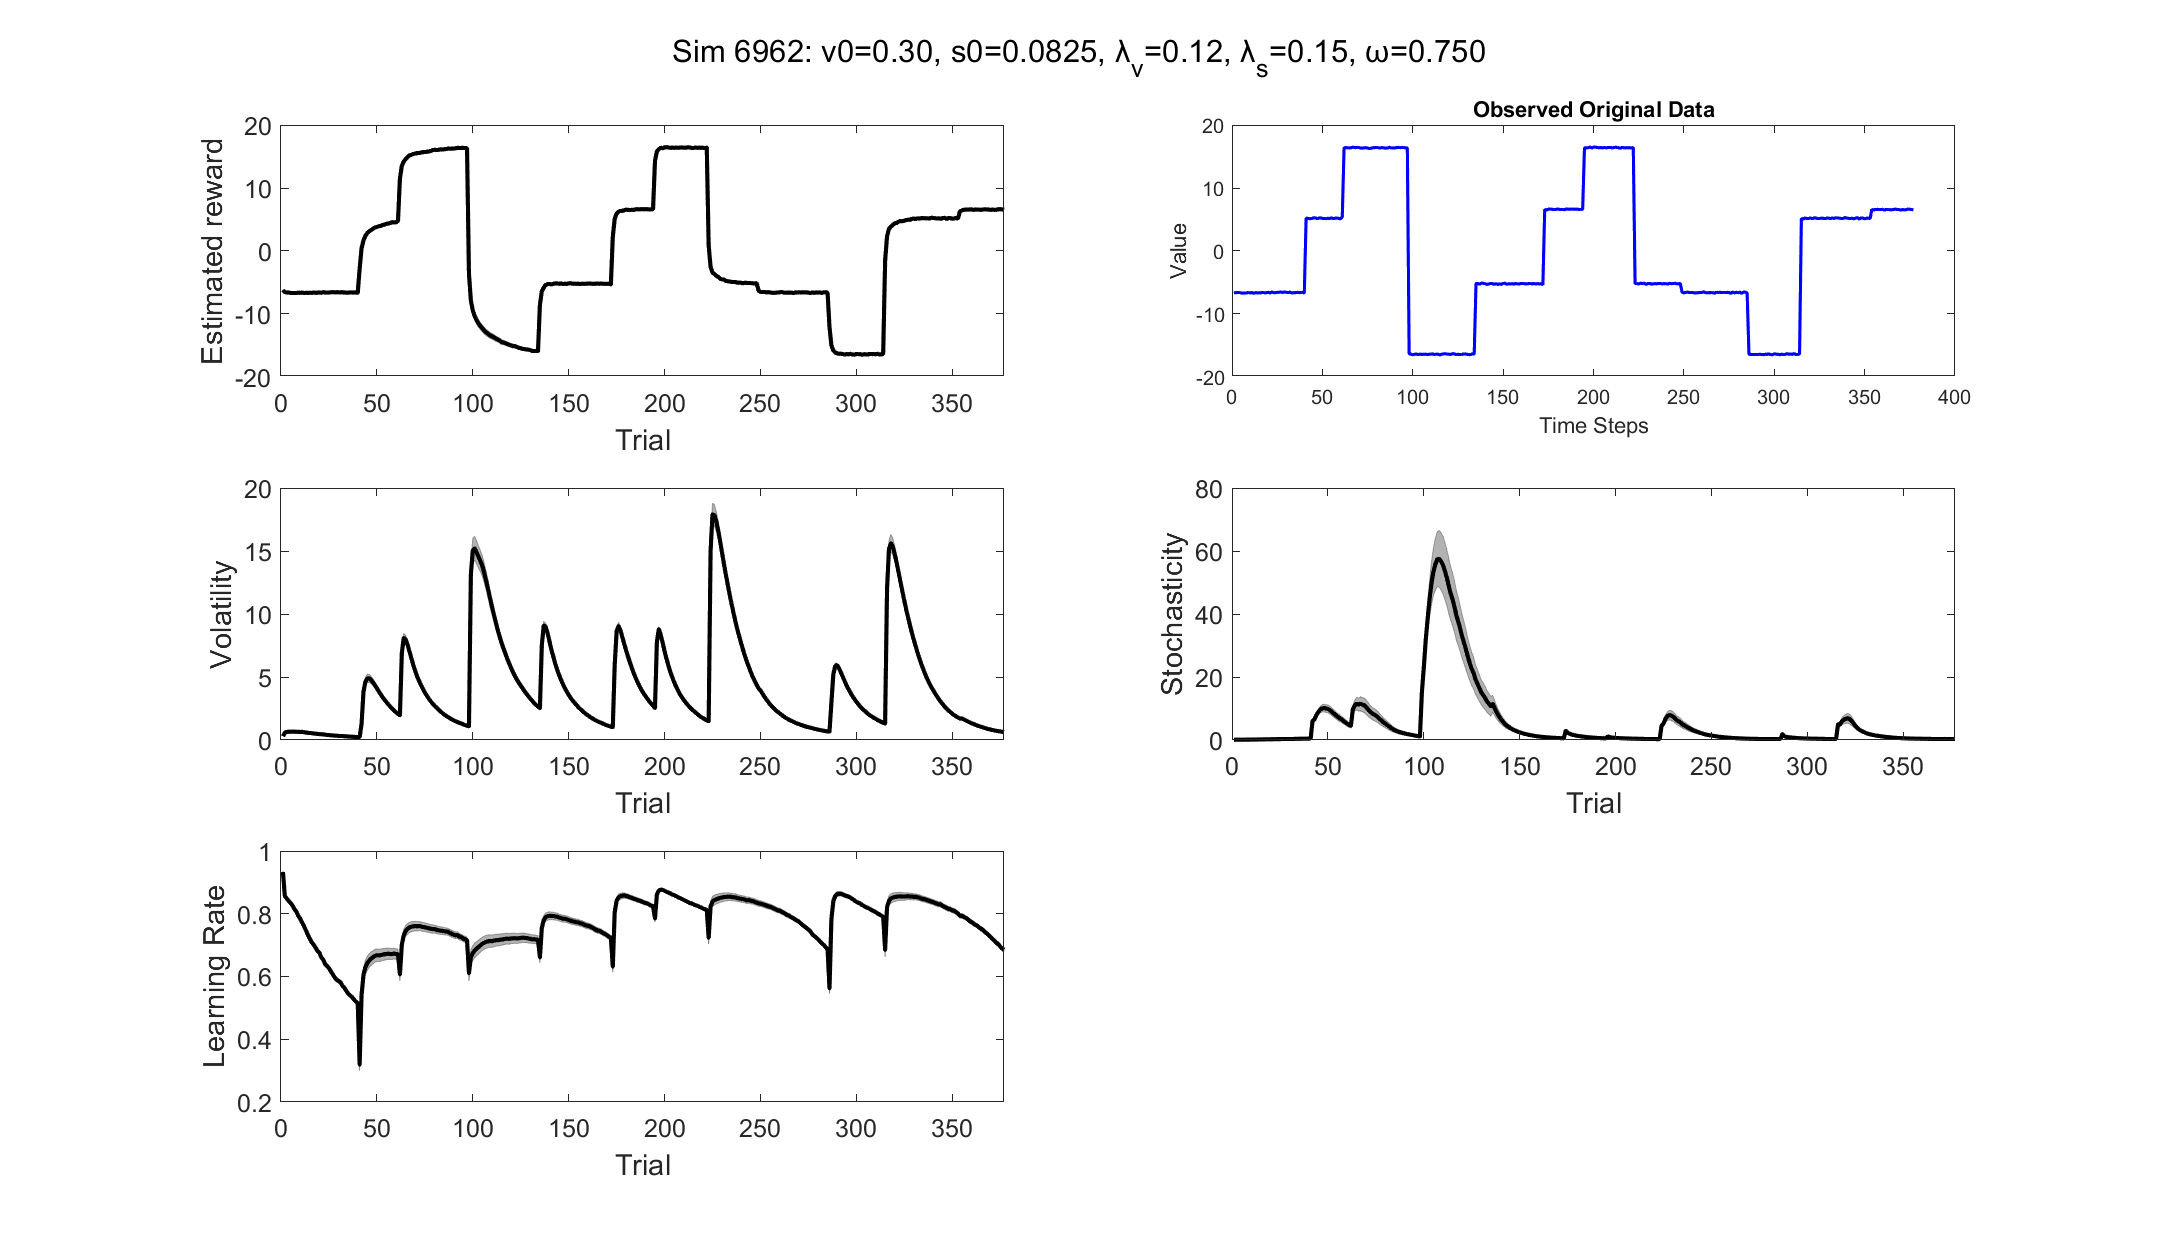 Sim 6962: v0=0.30, s0=0.0825, λv=0.12, λs=0.15, ω=0.750
Estimated reward
20
10
0
-10
-20
0 50 100 150 200 250 300 350
Trial
Observed Original Data
Value
20
10
0
-10
-20
0 50 100 150 200 250 300 350 400
Time Steps
Volatility
20
15
10
5
0
0 50 100 150 200 250 300 350
Trial
Stochasticity
80
60
40
20
0
0 50 100 150 200 250 300 350
Trial
Learning Rate
1
0.8
0.6
0.4
0.2
0 50 100 150 200 250 300 350
Trial